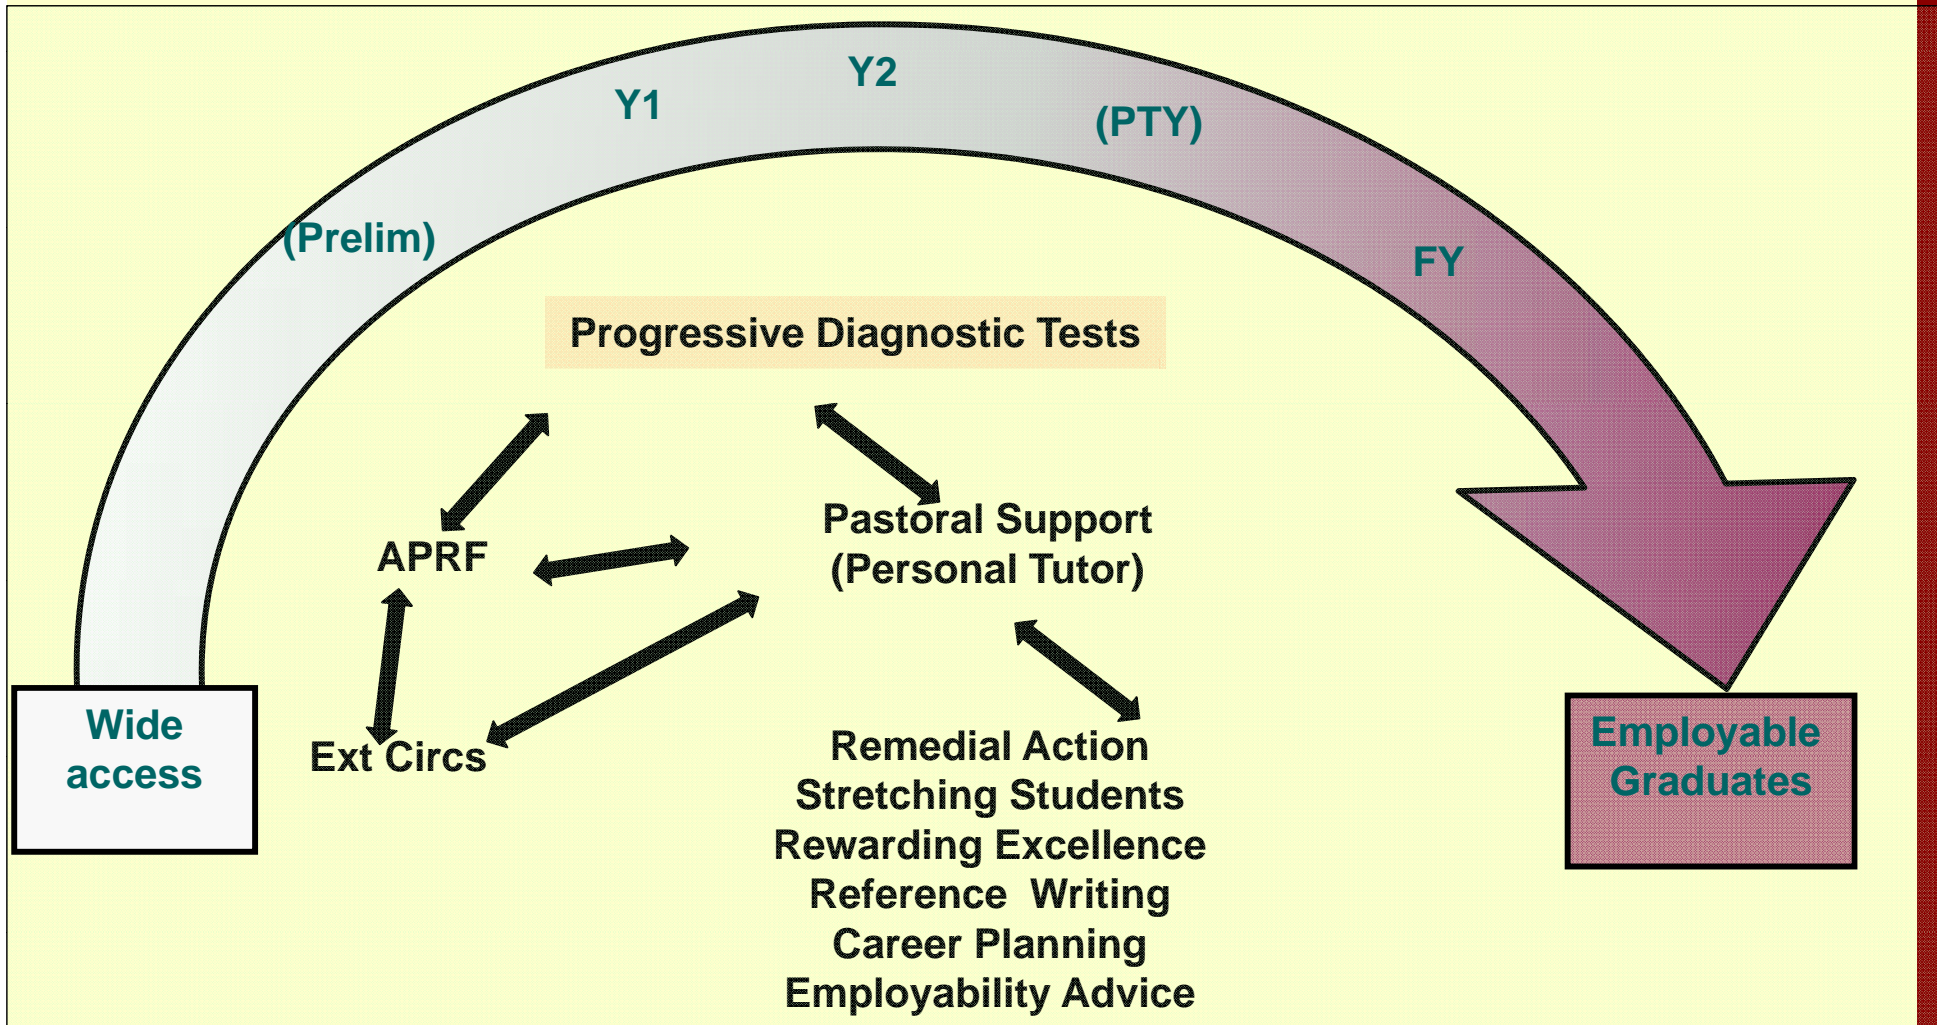 Y2
Y1
(PTY)
(Prelim)
FY
Progressive Diagnostic Tests
Pastoral Support
(Personal Tutor)
APRF
Wide
access
Ext Circs
Remedial Action
Stretching Students
Rewarding Excellence
Reference Writing
Career Planning
Employability Advice
Employable
Graduates